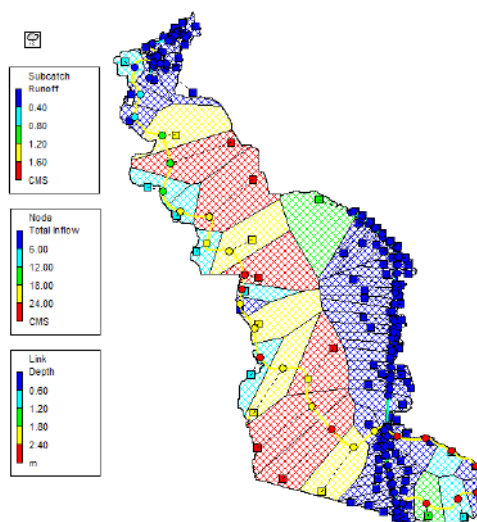 Subcatch
Runoff
0.40
0.80
1.20
1.60
CMS
Node
Total inflow
6.00
12.00
18.00
24.00
CMS
Link
Depth
0.60
1.20
1.80
2.40
m